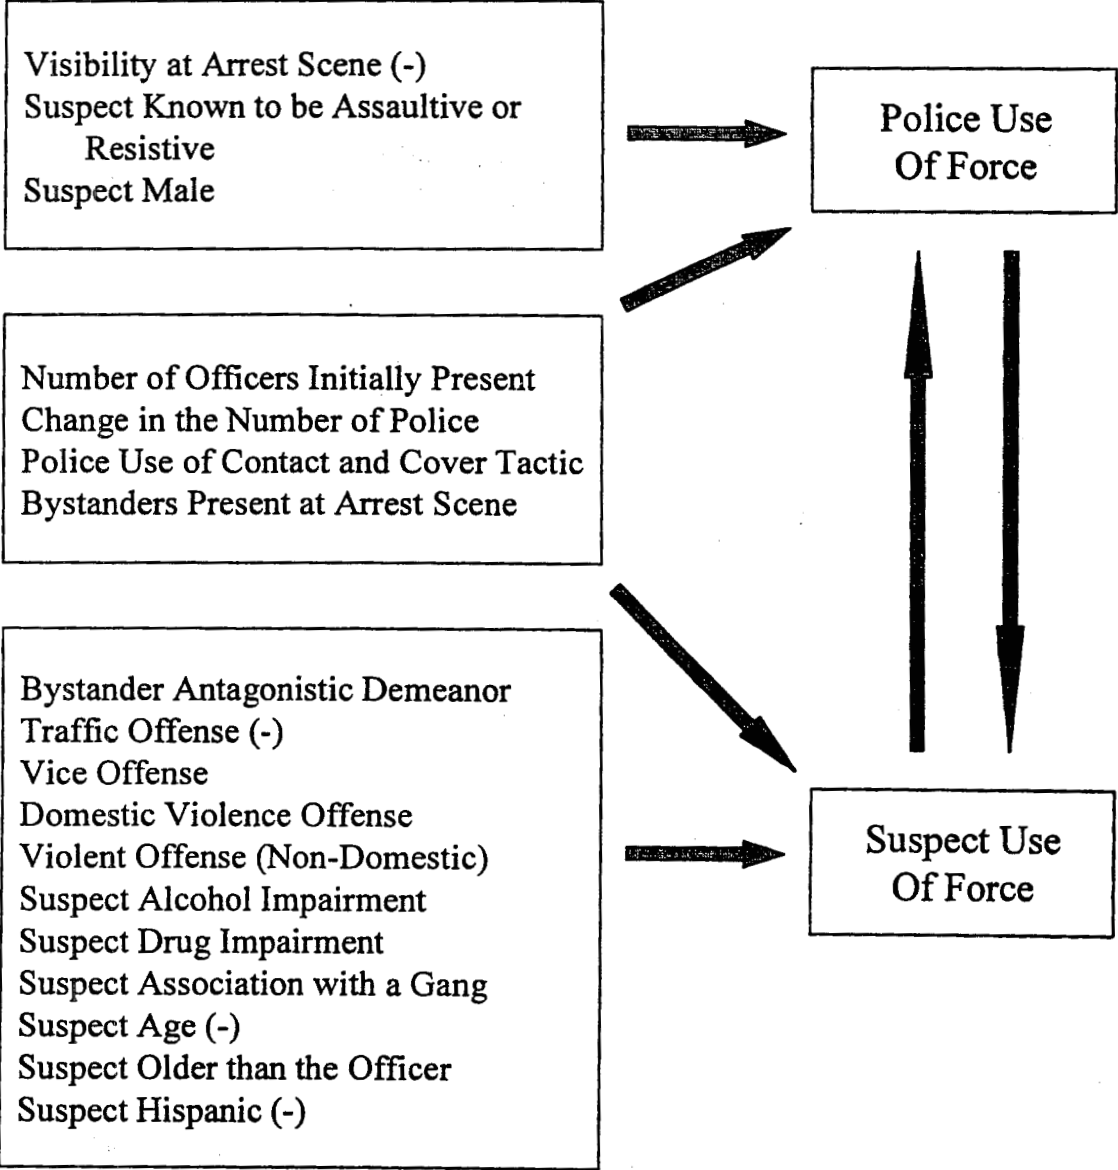 Visibility at Arrest Scene (-)
Suspect Known to be Assaultive or
Resistive
Suspect Male
Police Use
Of Force
Number of Officers Initially Present
Change in the Number of Police
Police Use of Contact and Cover Tactic
Bystanders Present at Arrest Scene
Bystander Antagonistic Demeanor
Traffic Offense (-)
Vice Offense
Domestic Violence Offense
Violent Offense (Non-Domestic)
Suspect Alcohol Impairment
Suspect Drug Impairment
Suspect Association with a Gang
Suspect Age (-)
Suspect Older than the Officer
Suspect Hispanic (-)
Suspect Use
Of Force